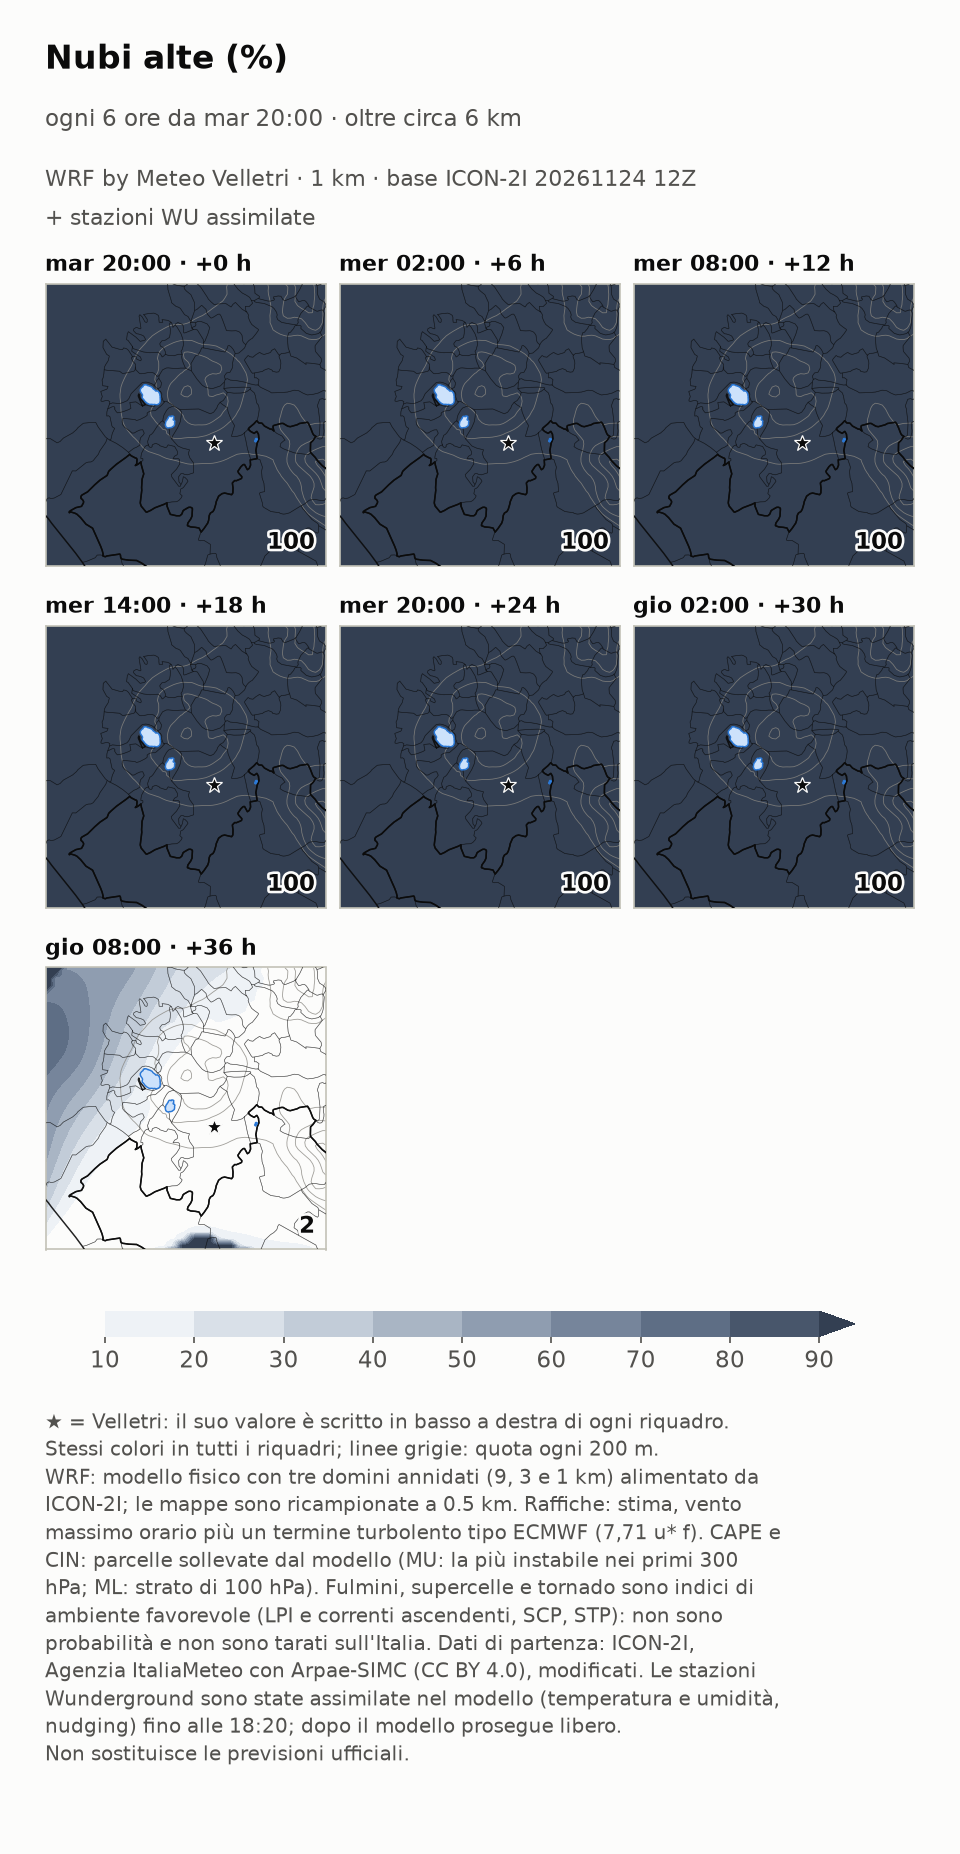 Nubi alte (%)
ogni 6 ore da mar 20:00 · oltre circa 6 km
WRF by Meteo Velletri · 1 km · base ICON-2I 20261124 12Z
+ stazioni WU assimilate
mar 20:00 · +0 h
mer 02:00 · +6 h
mer 08:00 · +12 h
100
100
100
mer 14:00 · +18 h
mer 20:00 · +24 h
gio 02:00 · +30 h
100
100
100
gio 08:00 · +36 h
2
10 20 30 40 50 60 70 80 90
★ = Velletri: il suo valore è scritto in basso a destra di ogni riquadro.
Stessi colori in tutti i riquadri; linee grigie: quota ogni 200 m.
WRF: modello fisico con tre domini annidati (9, 3 e 1 km) alimentato da
ICON-2I; le mappe sono ricampionate a 0.5 km. Raffiche: stima, vento
massimo orario più un termine turbolento tipo ECMWF (7,71 u* f). CAPE e
CIN: parcelle sollevate dal modello (MU: la più instabile nei primi 300
hPa; ML: strato di 100 hPa). Fulmini, supercelle e tornado sono indici di
ambiente favorevole (LPI e correnti ascendenti, SCP, STP): non sono
probabilità e non sono tarati sull'Italia. Dati di partenza: ICON-2I,
Agenzia ItaliaMeteo con Arpae-SIMC (CC BY 4.0), modificati. Le stazioni
Wunderground sono state assimilate nel modello (temperatura e umidità,
nudging) fino alle 18:20; dopo il modello prosegue libero.
Non sostituisce le previsioni ufficiali.